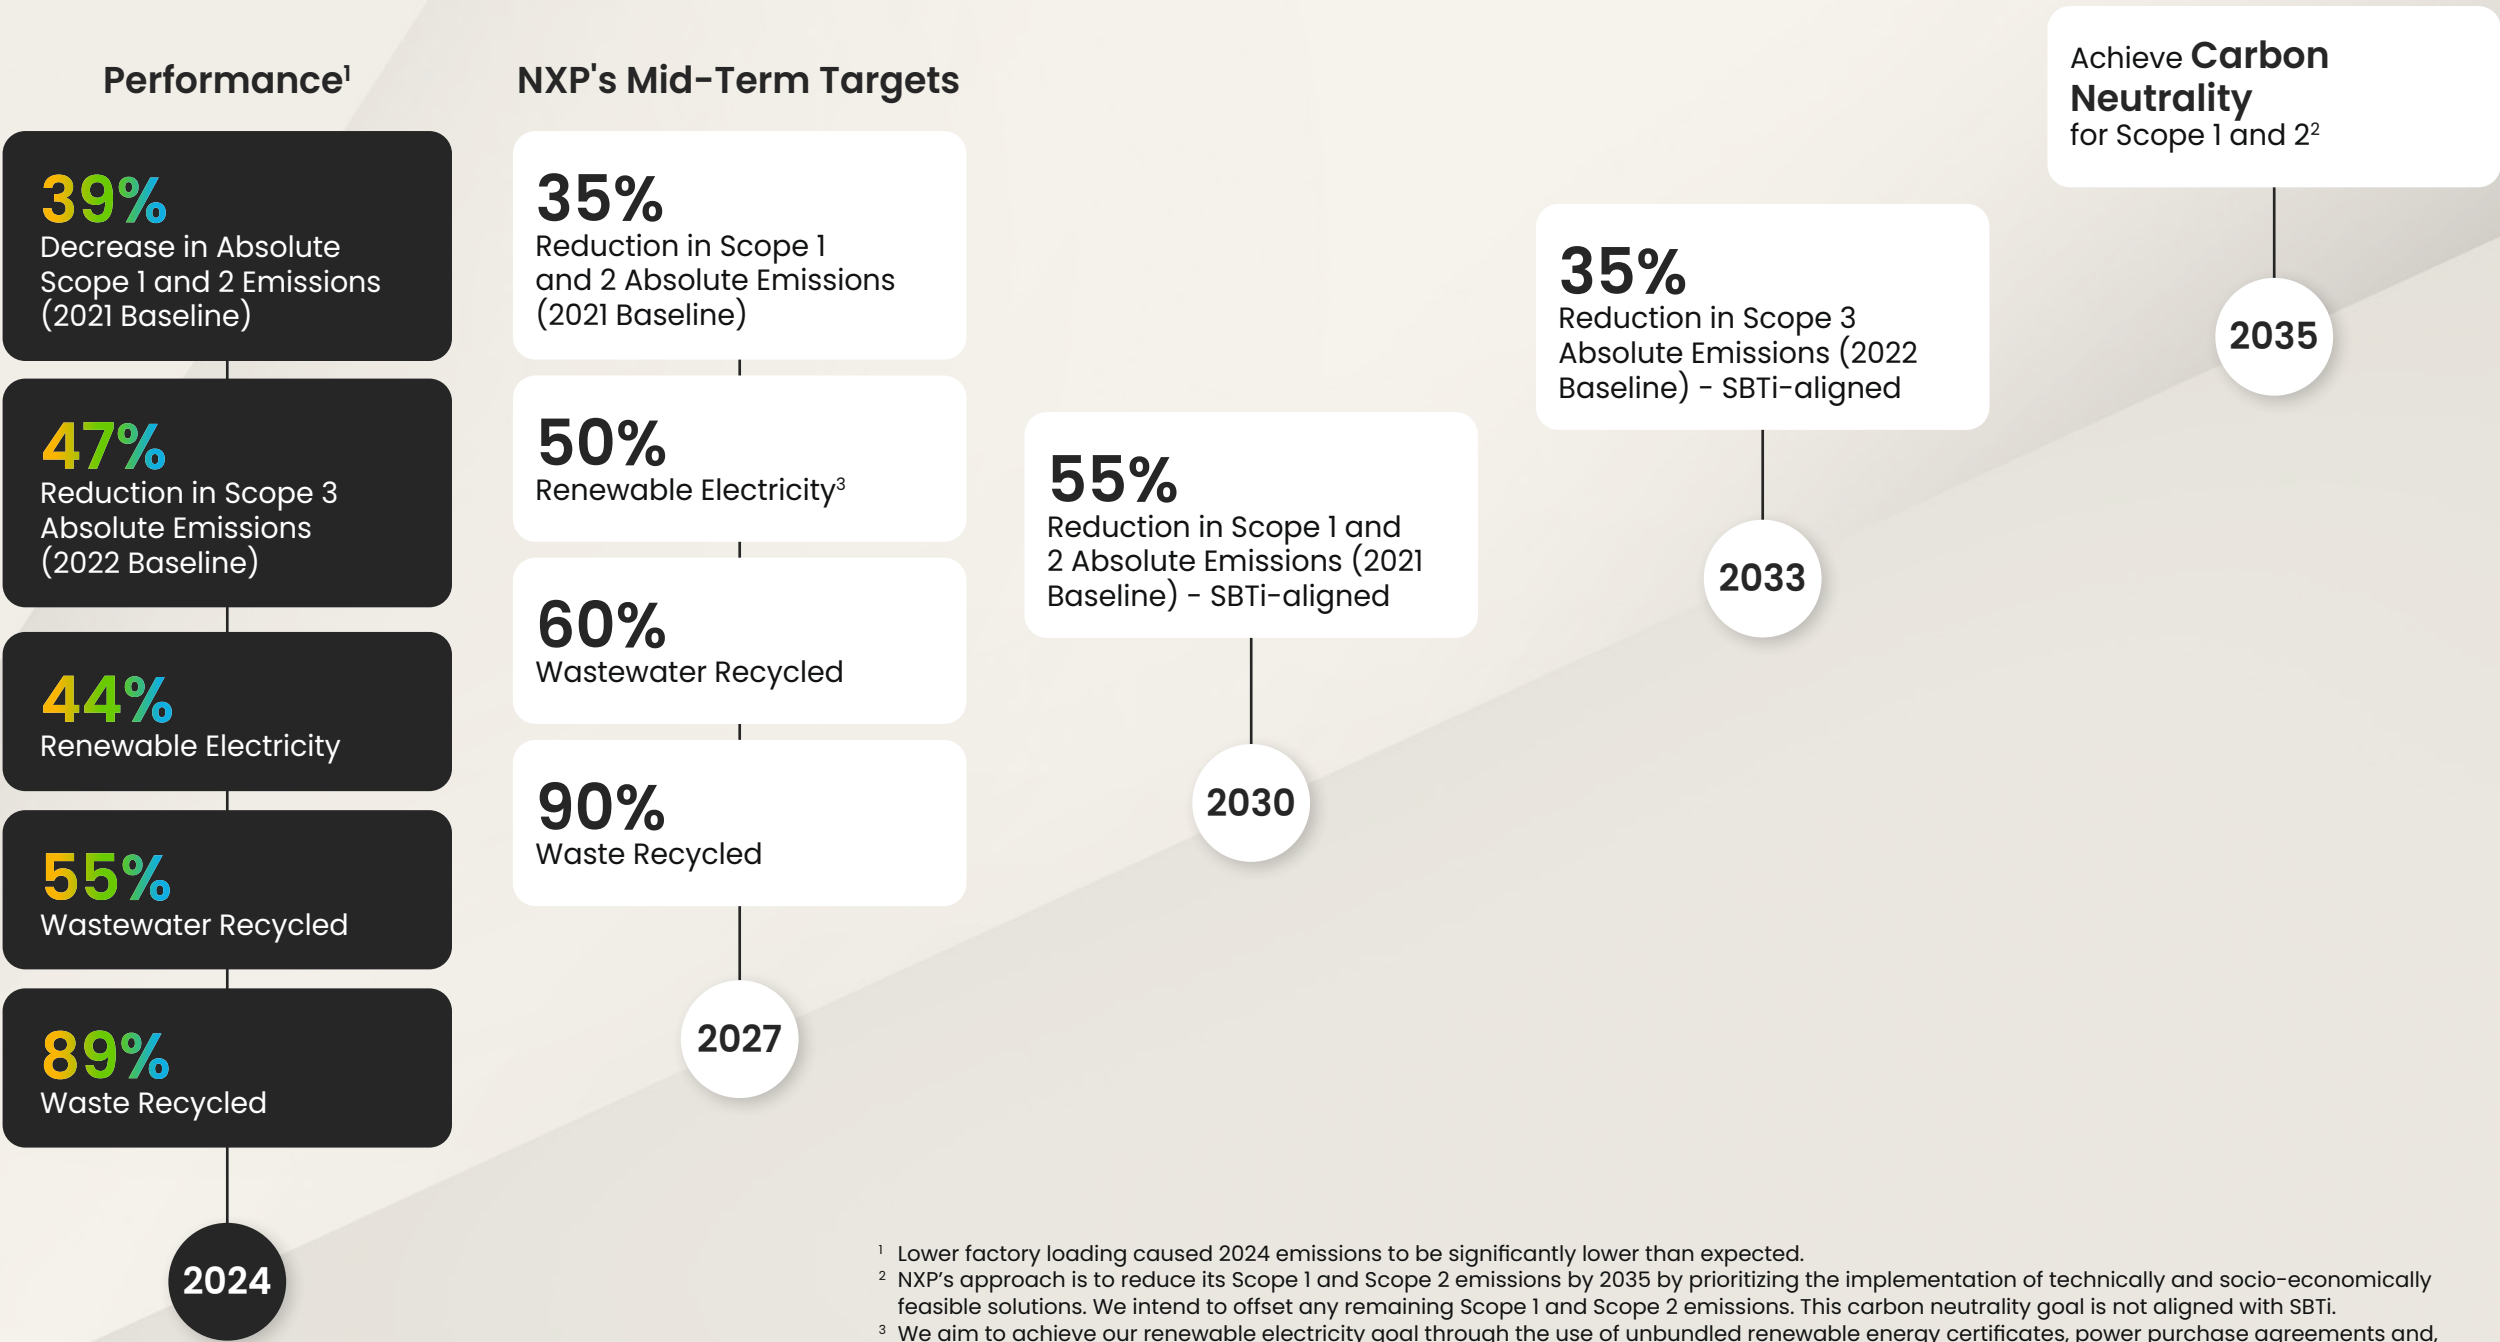 Performance¹
39%
Decrease in Absolute
Scope 1 and 2 Emissions
(2021 Baseline)
47%
Reduction in Scope 3
Absolute Emissions
(2022 Baseline)
44%
Renewable Electricity
55%
Wastewater Recycled
89%
Waste Recycled
2024
NXP's Mid-Term Targets
35%
Reduction in Scope 1
and 2 Absolute Emissions
(2021 Baseline)
50%
Renewable Electricity³
60%
Wastewater Recycled
90%
Waste Recycled
2027
55%
Reduction in Scope 1 and
2 Absolute Emissions (2021
Baseline) - SBTi-aligned
2030
35%
Reduction in Scope 3
Absolute Emissions (2022
Baseline) - SBTi-aligned
2033
Achieve Carbon
Neutrality
for Scope 1 and 2²
2035
¹ Lower factory loading caused 2024 emissions to be significantly lower than expected.
² NXP’s approach is to reduce its Scope 1 and Scope 2 emissions by 2035 by prioritizing the implementation of technically and socio-economically
feasible solutions. We intend to offset any remaining Scope 1 and Scope 2 emissions. This carbon neutrality goal is not aligned with SBTi.
³ We aim to achieve our renewable electricity goal through the use of unbundled renewable energy certificates, power purchase agreements and,